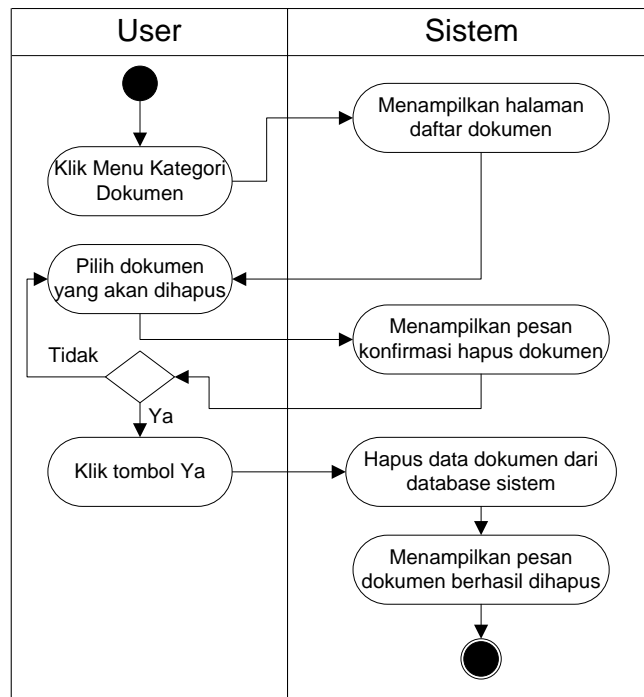 User
Sistem
Menampilkan halaman
daftar dokumen
Klik Menu Kategori
Dokumen
Pilih dokumen
yang akan dihapus
Menampilkan pesan
konfirmasi hapus dokumen
Tidak
Ya
Klik tombol Ya
Hapus data dokumen dari
database sistem
Menampilkan pesan
dokumen berhasil dihapus